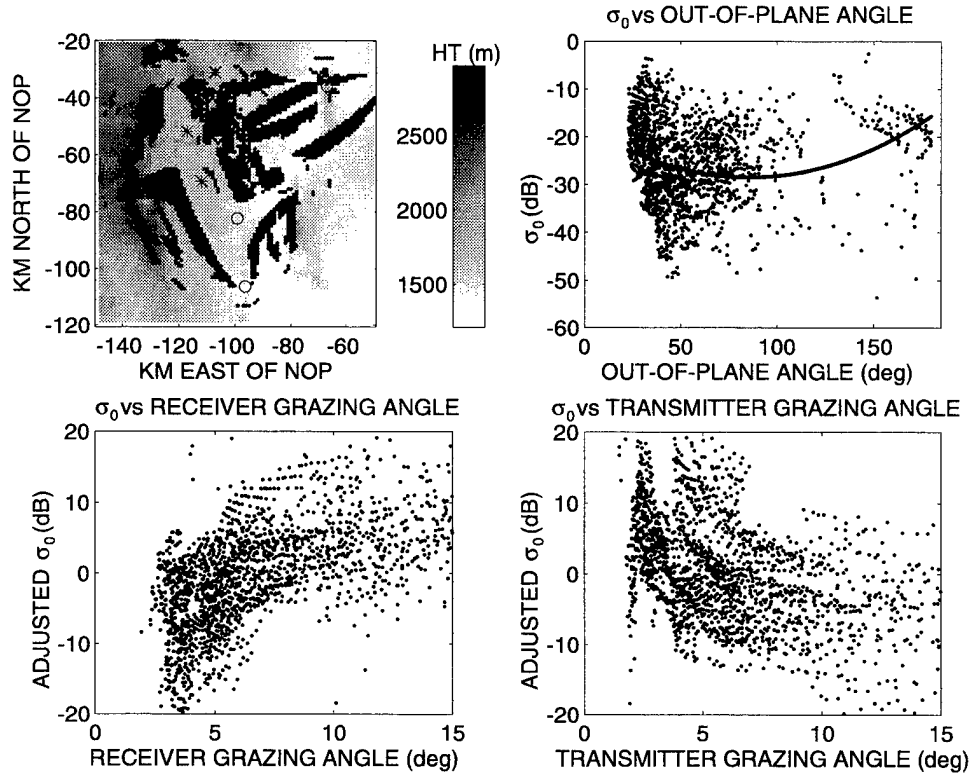 σ₀ vs OUT-OF-PLANE ANGLE
-20
-40
-60
-80
-100
-120
KM NORTH OF NOP
-140 -120 -100 -80 -60
KM EAST OF NOP
HT (m)
2500
2000
1500
0
-10
-20
-30
-40
-50
-60
σ₀ (dB)
0 50 100 150
OUT-OF-PLANE ANGLE (deg)
σ₀ vs RECEIVER GRAZING ANGLE
20
10
0
-10
-20
ADJUSTED σ₀ (dB)
5 10 15
RECEIVER GRAZING ANGLE (deg)
σ₀ vs TRANSMITTER GRAZING ANGLE
20
10
0
-10
-20
ADJUSTED σ₀ (dB)
0 5 10 15
TRANSMITTER GRAZING ANGLE (deg)